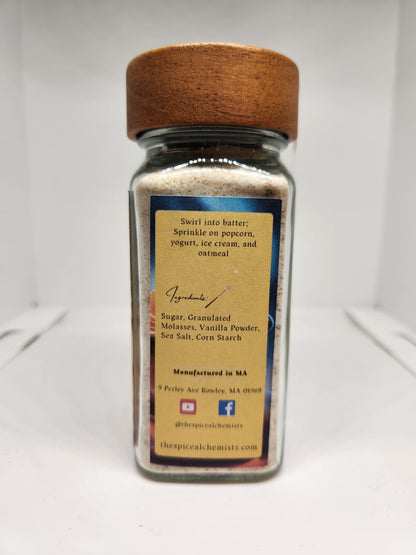 Swirl into batter;
Sprinkle on popcorn,
yogurt, ice cream, and
oatmeal
Ingredients
Sugar, Granulated
Molasses, Vanilla Powder,
Sea Salt, Corn Starch
Manufactured in MA
9 Perley Ave Rowley, MA 01969
@thespicealchemists
thespicealchemists.com